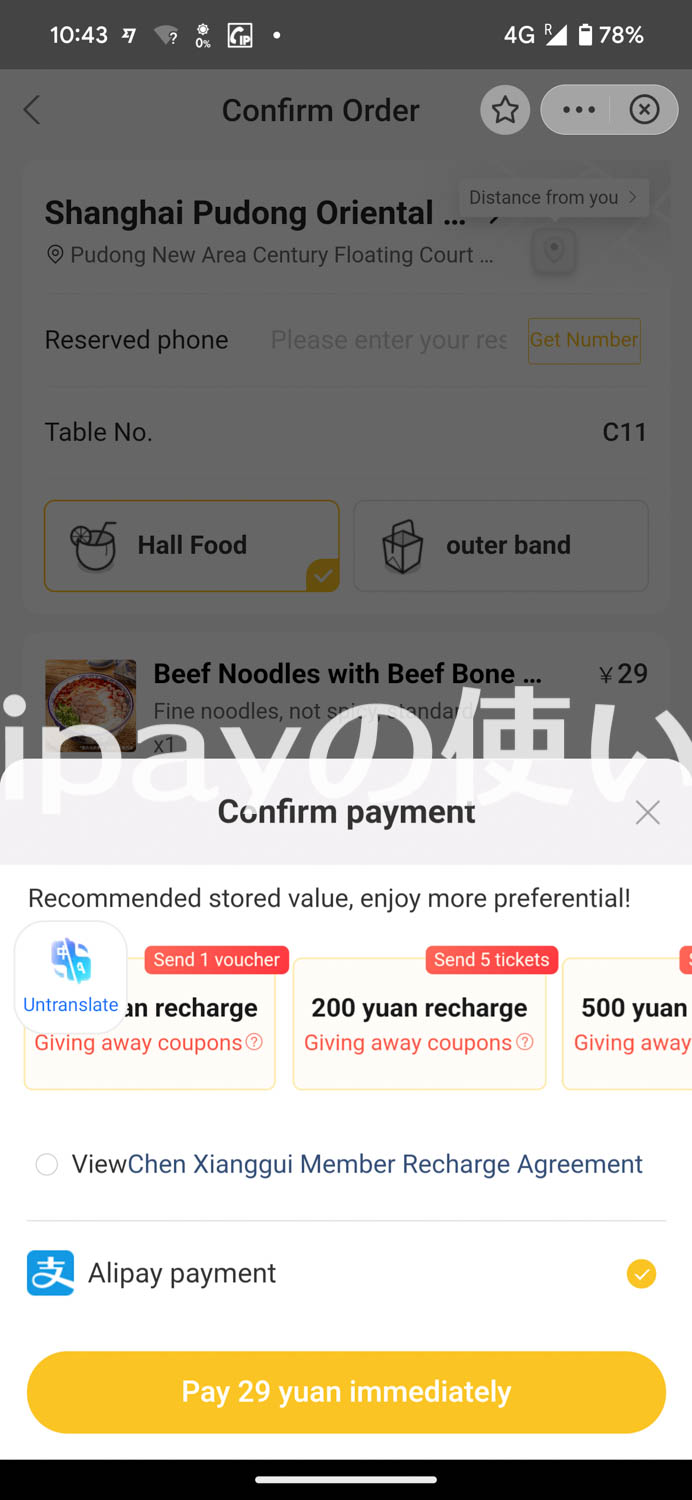 10:43
?
0%
IP
4G R 78%
Confirm Order
Shanghai Pudong Oriental ...
Distance from you
Pudong New Area Century Floating Court ...
Reserved phone Please enter your res Get Number
Table No. C11
Hall Food outer band
Beef Noodles with Beef Bone ... ¥29
Fine noodles, not spicy, standard
x1
ipayの使い
Confirm payment
Recommended stored value, enjoy more preferential!
Send 1 voucher Send 5 tickets
Untranslate
an recharge 200 yuan recharge 500 yuan
Giving away coupons Giving away coupons Giving away
ViewChen Xianggui Member Recharge Agreement
支 Alipay payment
Pay 29 yuan immediately